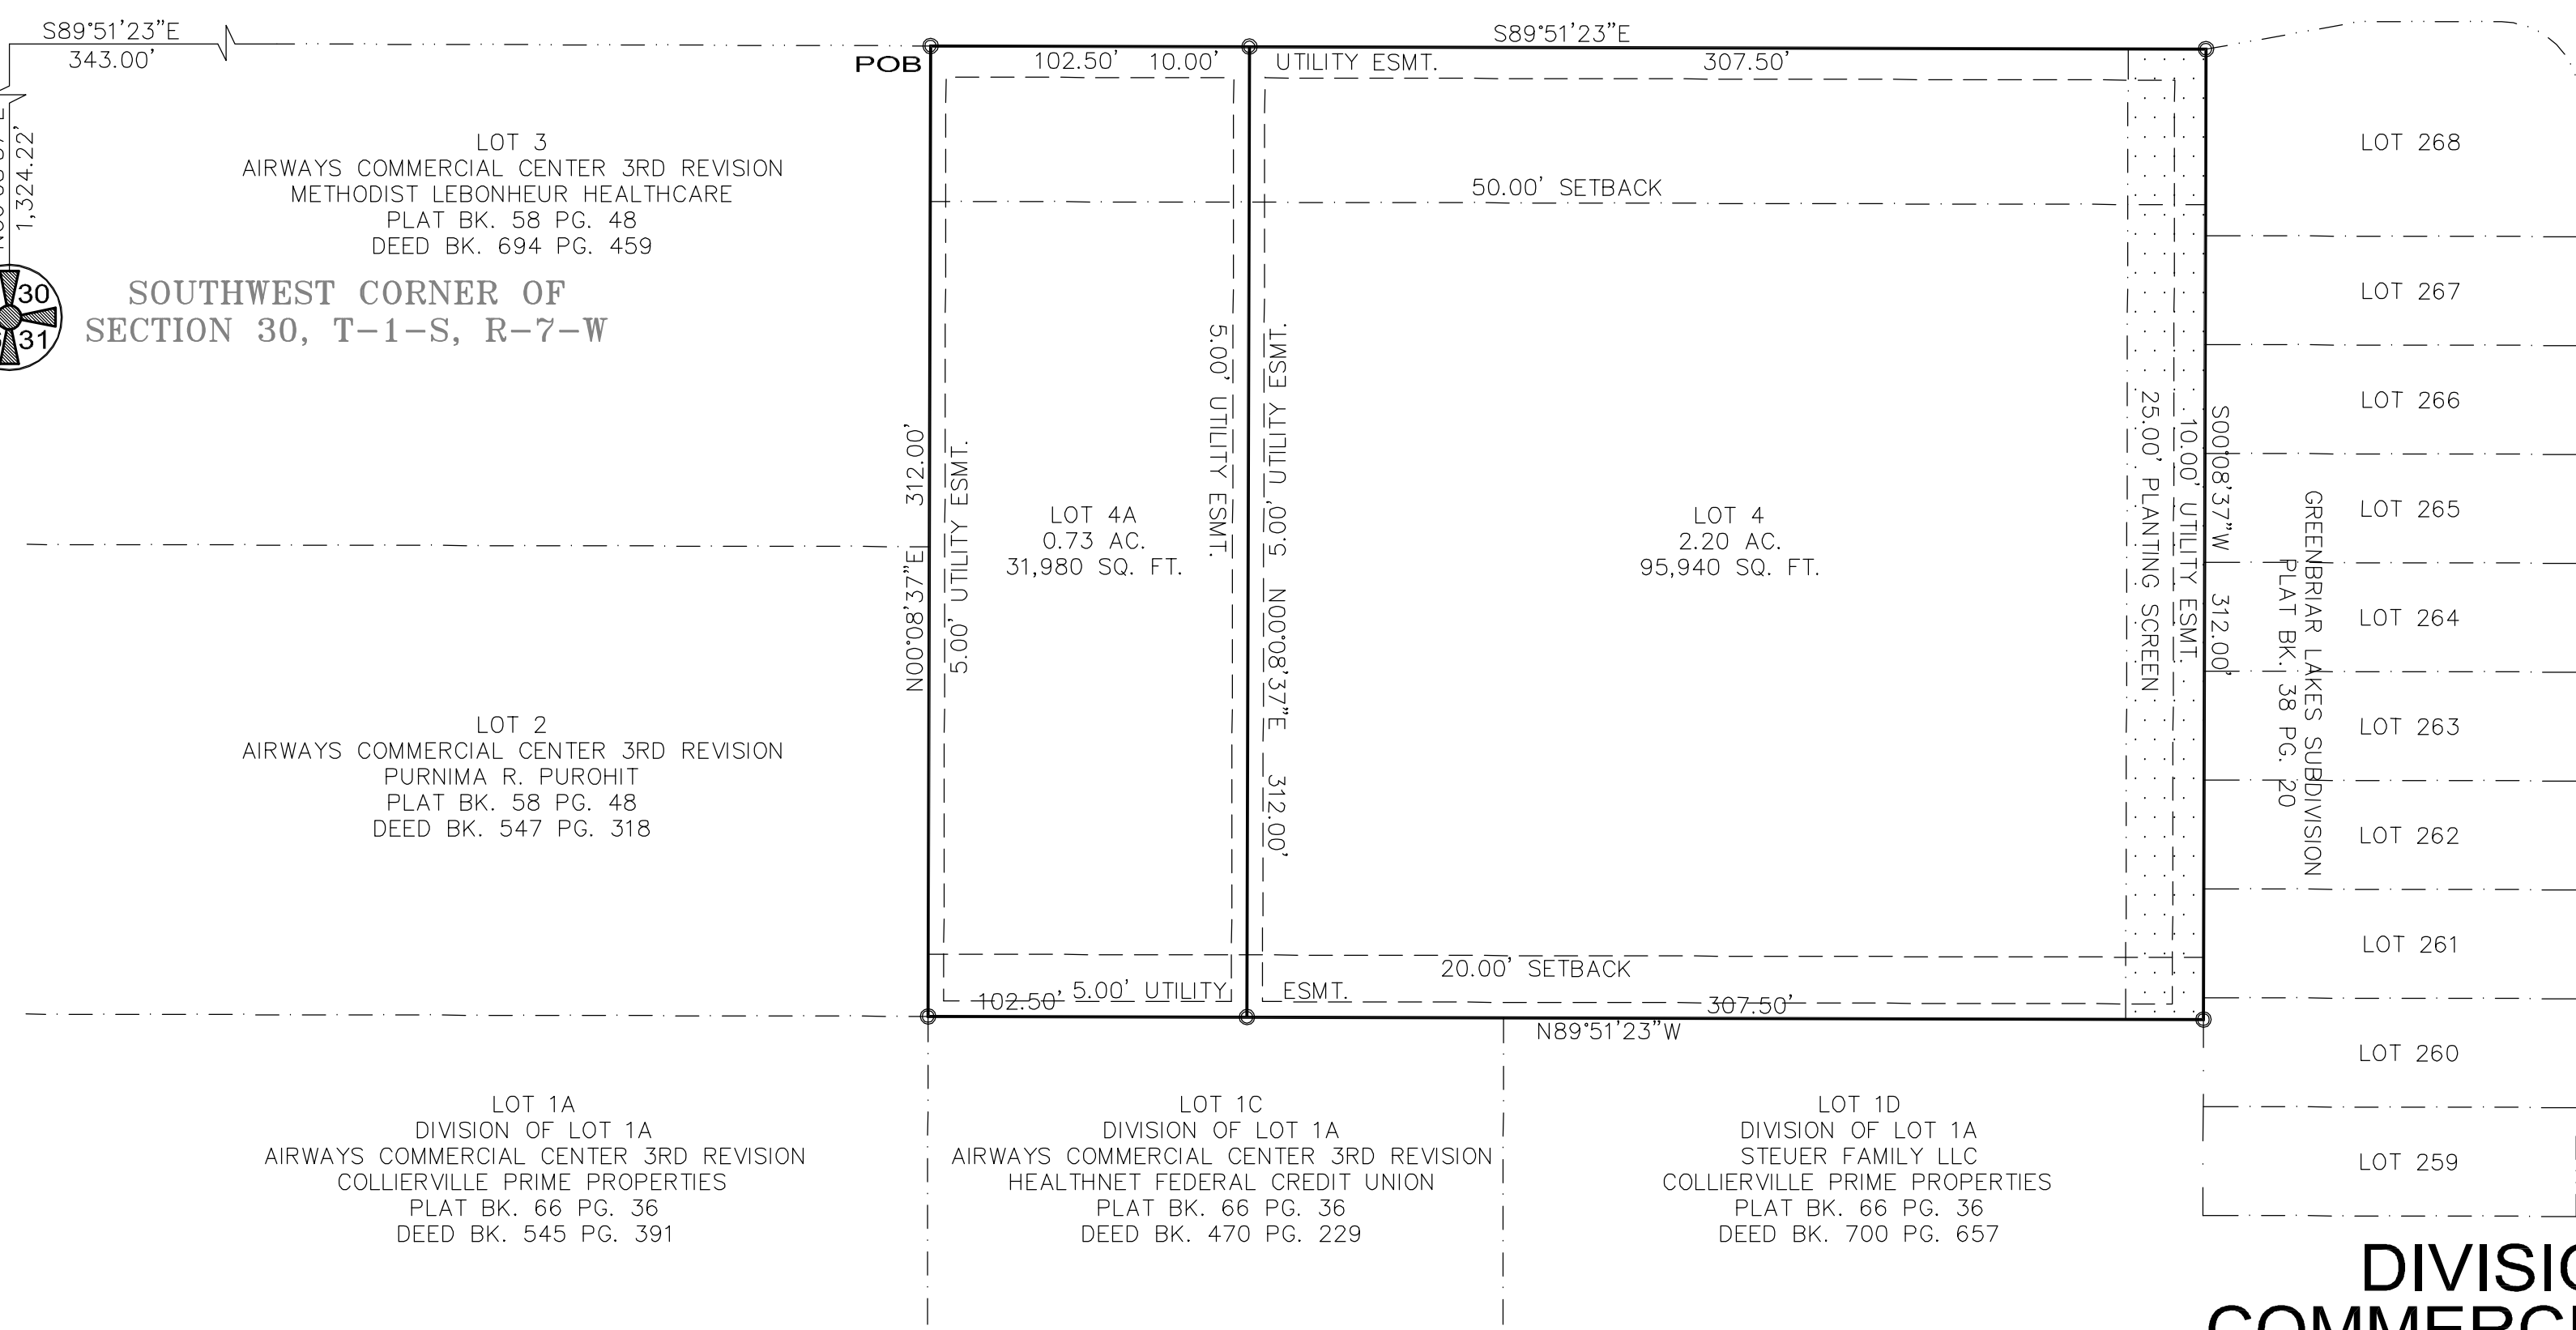 S89°51'23"E
343.00'
1,324.22'
POB
102.50'
10.00'
UTILITY ESMT.
S89°51'23"E
307.50'
LOT 3
AIRWAYS COMMERCIAL CENTER 3RD REVISION
METHODIST LEBONHEUR HEALTHCARE
PLAT BK. 58 PG. 48
DEED BK. 694 PG. 459
30
31
SOUTHWEST CORNER OF
SECTION 30, T-1-S, R-7-W
50.00' SETBACK
N00°08'37"E 312.00'
5.00' UTILITY ESMT.
LOT 4A
0.73 AC.
31,980 SQ. FT.
5.00' UTILITY ESMT.
5.00' UTILITY ESMT.
N00°08'37"E 312.00'
LOT 4
2.20 AC.
95,940 SQ. FT.
25.00' PLANTING SCREEN
10.00' UTILITY ESMT.
S00°08'37"W 312.00'
GREENBRIAR LAKES SUBDIVISION
PLAT BK. 38 PG. 20
LOT 268
LOT 267
LOT 266
LOT 265
LOT 264
LOT 263
LOT 262
LOT 261
LOT 260
LOT 259
LOT 2
AIRWAYS COMMERCIAL CENTER 3RD REVISION
PURNIMA R. PUROHIT
PLAT BK. 58 PG. 48
DEED BK. 547 PG. 318
20.00' SETBACK
102.50'
5.00' UTILITY ESMT.
307.50'
N89°51'23"W
LOT 1A
DIVISION OF LOT 1A
AIRWAYS COMMERCIAL CENTER 3RD REVISION
COLLIERVILLE PRIME PROPERTIES
PLAT BK. 66 PG. 36
DEED BK. 545 PG. 391
LOT 1C
DIVISION OF LOT 1A
AIRWAYS COMMERCIAL CENTER 3RD REVISION
HEALTHNET FEDERAL CREDIT UNION
PLAT BK. 66 PG. 36
DEED BK. 470 PG. 229
LOT 1D
DIVISION OF LOT 1A
STEUER FAMILY LLC
COLLIERVILLE PRIME PROPERTIES
PLAT BK. 66 PG. 36
DEED BK. 700 PG. 657